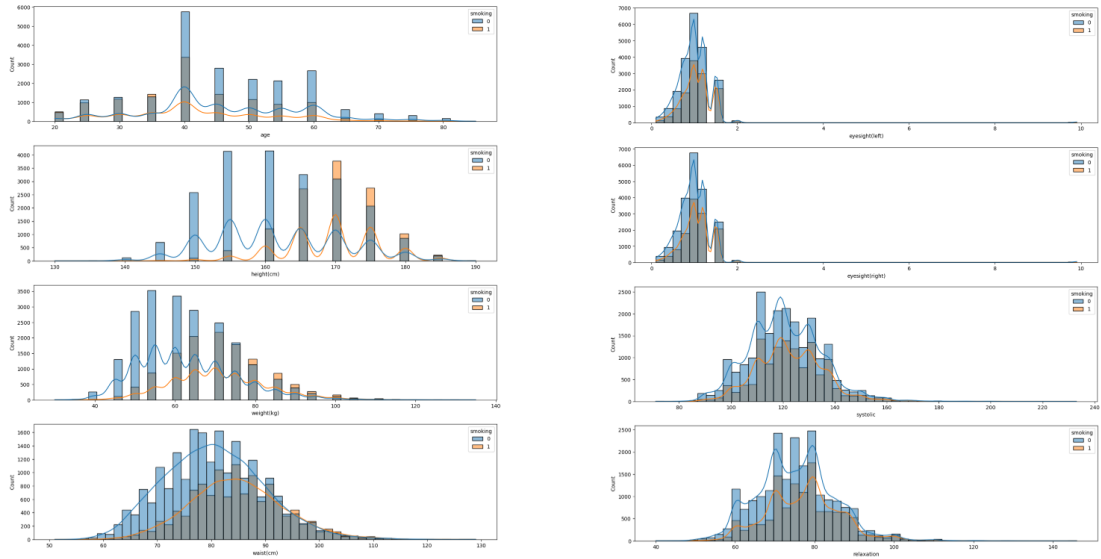 smoking
0
1
6000
5000
4000
3000
2000
1000
0
Count
20 30 40 50 60 70 80
age
smoking
0
1
4000
3500
3000
2500
2000
1500
1000
500
0
Count
130 140 150 160 170 180 190
height(cm)
smoking
0
1
3500
3000
2500
2000
1500
1000
500
0
Count
40 60 80 100 120 140
weight(kg)
smoking
0
1
1600
1400
1200
1000
800
600
400
200
0
Count
50 60 70 80 90 100 110 120 130
waist(cm)
smoking
0
1
7000
6000
5000
4000
3000
2000
1000
0
Count
0 2 4 6 8 10
eyesight(left)
smoking
0
1
7000
6000
5000
4000
3000
2000
1000
0
Count
0 2 4 6 8 10
eyesight(right)
smoking
0
1
2500
2000
1500
1000
500
0
Count
80 100 120 140 160 180 200 220 240
systolic
smoking
0
1
2500
2000
1500
1000
500
0
Count
40 60 80 100 120 140
relaxation